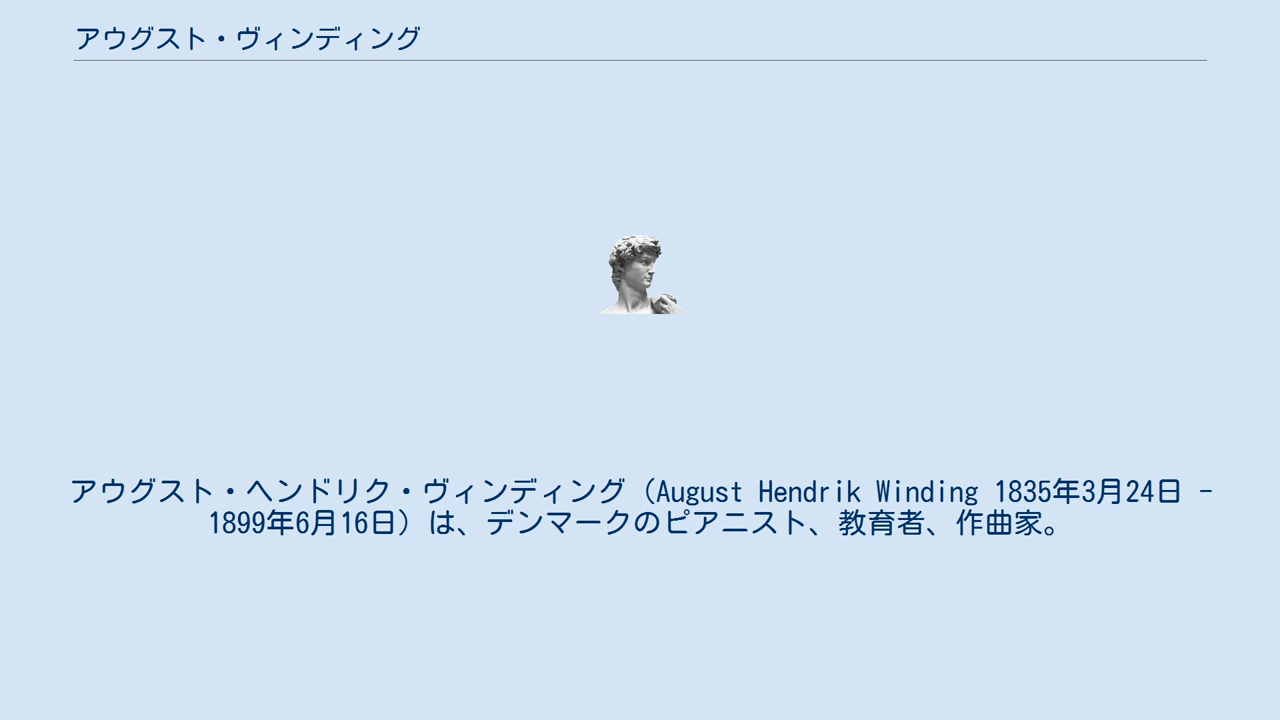 アウグスト・ヴィンディング
アウグスト・ヘンドリク・ヴィンディング（August Hendrik Winding 1835年3月24日 -
1899年6月16日）は、デンマークのピアニスト、教育者、作曲家。